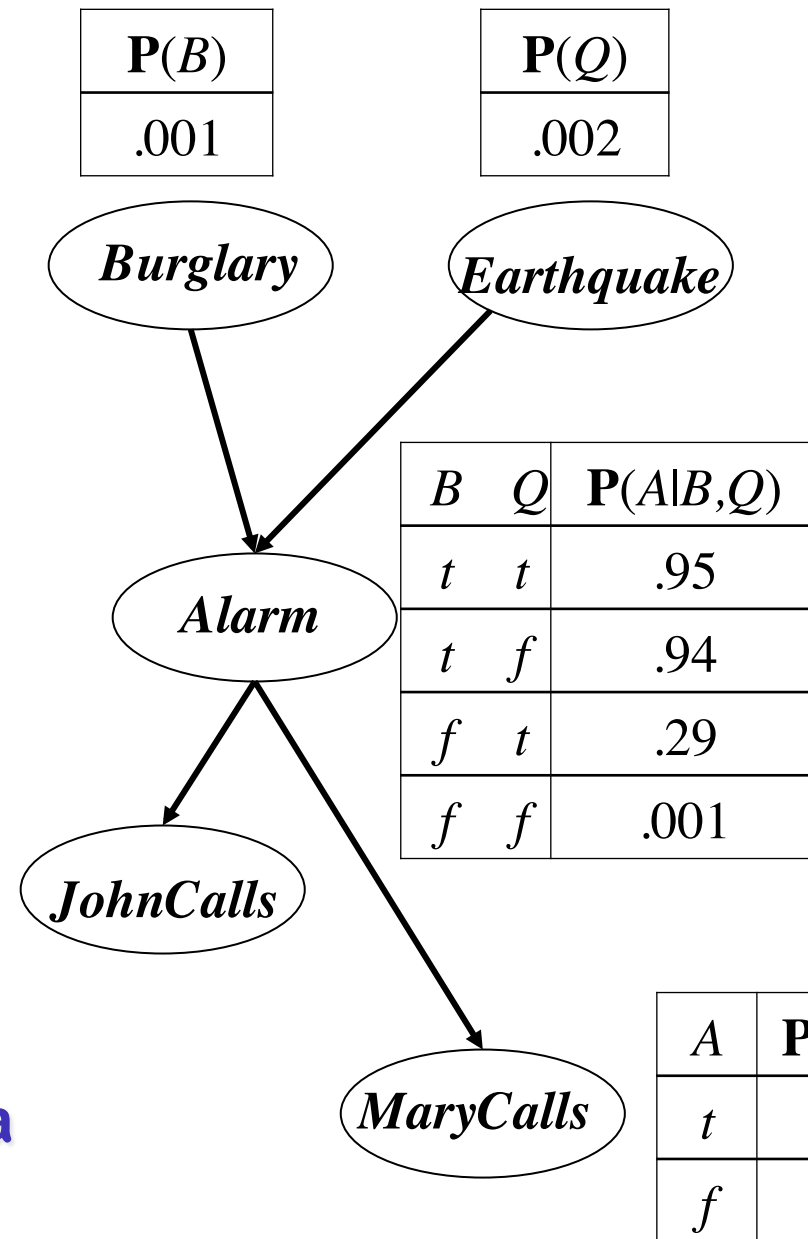 P(B)
.001
P(Q)
.002
Burglary
Earthquake
B Q P(A|B,Q)
t t .95
t f .94
f t .29
f f .001
Alarm
JohnCalls
MaryCalls
A P
t
f
a